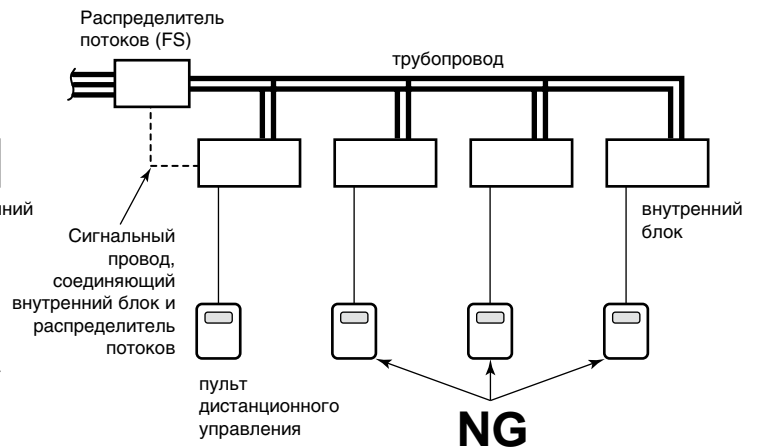 Распределитель
потоков (FS)
трубопровод
внутренний
блок
Сигнальный
провод,
соединяющий
внутренний блок и
распределитель
потоков
пульт
дистанционного
управления
NG